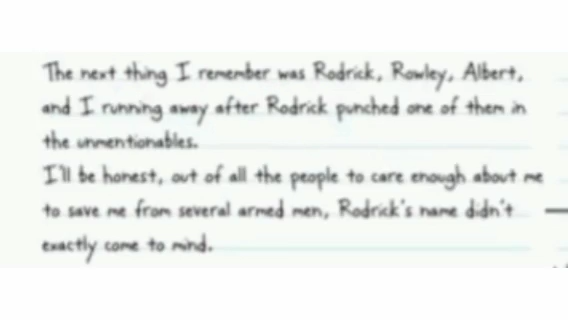 The next thing I remember was Rodrick, Rowley, Albert,
and I running away after Rodrick punched one of them in
the unmentionables.
I'll be honest, out of all the people to care enough about me
to save me from several armed men, Rodrick's name didn't
exactly come to mind.